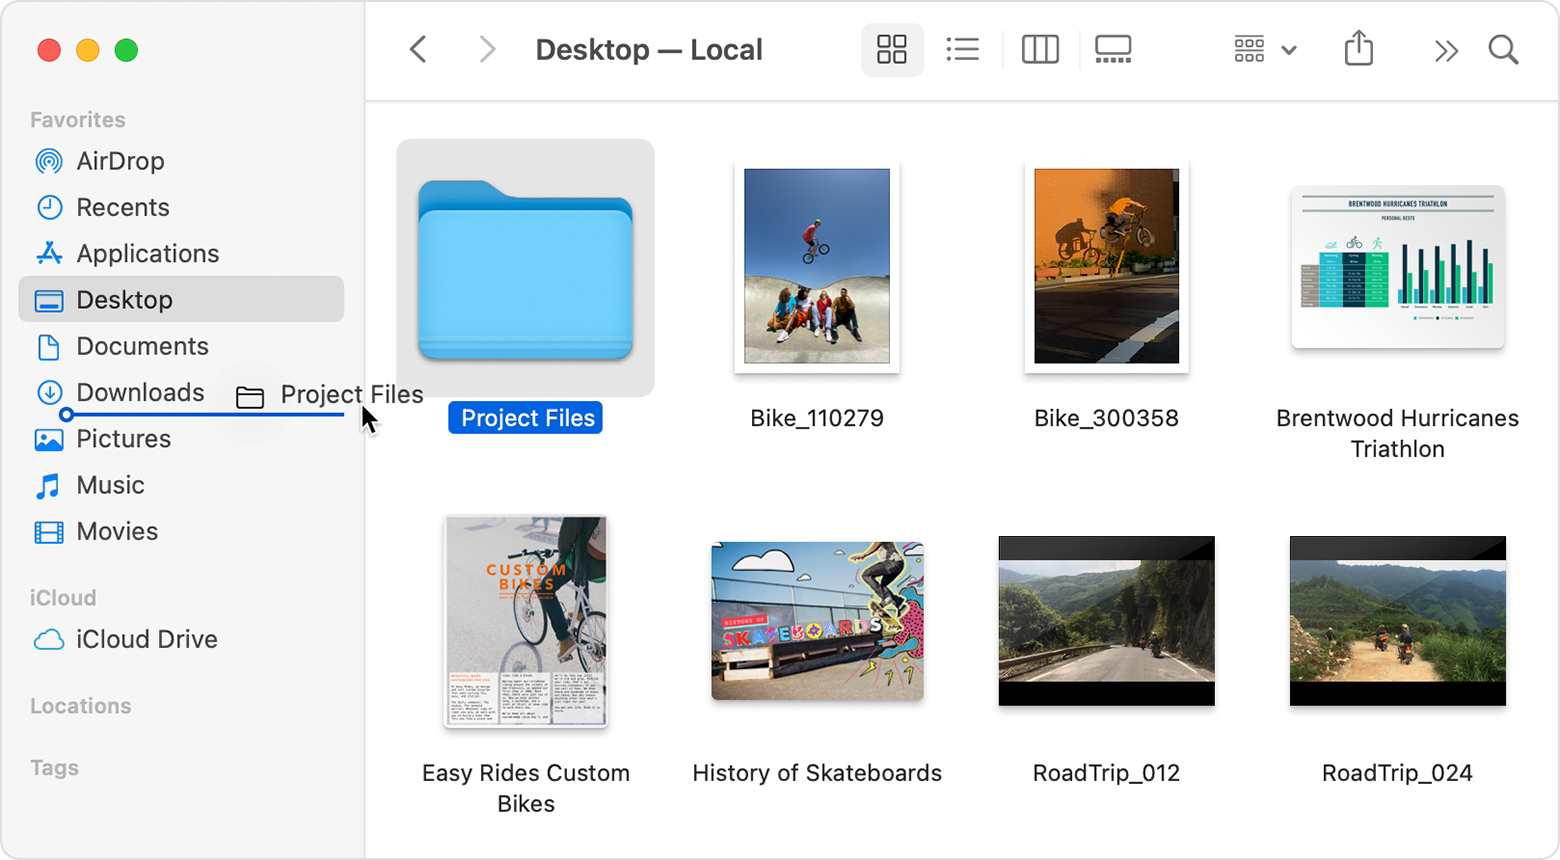 Desktop — Local
Favorites
AirDrop
Recents
Applications
Desktop
Documents
Downloads
Project Files
Pictures
Music
Movies
iCloud
iCloud Drive
Locations
Tags
Project Files
Bike_110279
Bike_300358
BRENTWOOD HURRICANES TRIATHLON
PERSONAL BESTS
Brentwood Hurricanes
Triathlon
CUSTOM
BIKES
Easy Rides Custom
Bikes
HISTORY OF
SKATEBOARDS
History of Skateboards
RoadTrip_012
RoadTrip_024